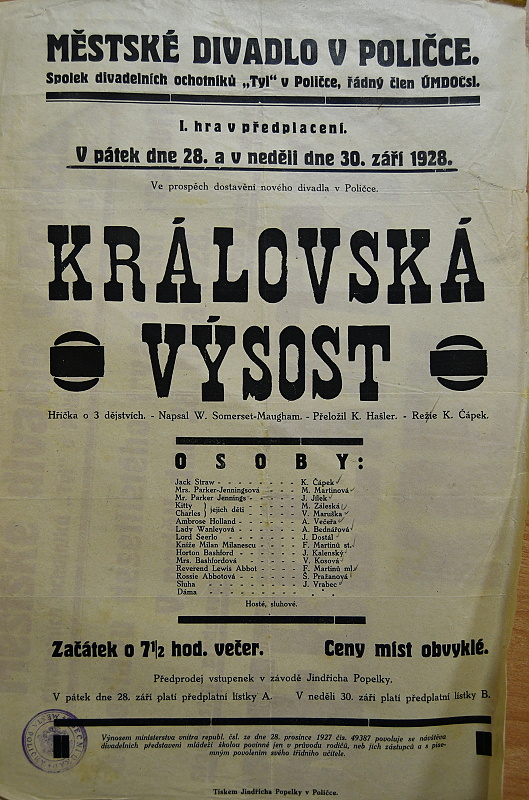 MĚSTSKÉ DIVADLO V POLIČCE.
Spolek divadelních ochotníků „Tyl" v Poličce, řádný člen ÚMDOČsl.
I. hra v předplacení.
V pátek dne 28. a v neděli dne 30. září 1928.
Ve prospěch dostavění nového divadla v Poličce.
KRÁLOVSKÁ
VÝSOST
Hříčka o 3 dějstvích. - Napsal W. Somerset-Maugham. - Přeložil K. Hašler. - Režie K. Čápek.
OSOBY:
Jack Straw - - - - - - - K. Čápek
Mrs. Parker-Jenningsová - - - - M. Martinová
Mr. Parker Jennings - - - - - J. Jílek
Kitty } jejich děti - - - - - M. Záleská
Charles } - - - - - V. Maruška
Ambrose Holland - - - - - A. Večeřa
Lady Wanleyová - - - - - A. Bednářová
Lord Seerlo - - - - - - J. Dostál
Kníže Milan Milanescu - - - - F. Martinů st.
Horton Bashford - - - - - J. Kalenský
Mrs. Bashfordová - - - - - V. Kosová
Reverend Lewis Abbot - - - - - F. Martinů ml.
Rossie Abbotová - - - - - S. Pražanová
Sluha - - - - - - - J. Vrabec
Dáma - - - - - - - . . .
Hosté, sluhové.
Začátek o 7½ hod. večer. Ceny míst obvyklé.
Předprodej vstupenek v závodě Jindřicha Popelky.
V pátek dne 28. září platí předplatní lístky A. V neděli 30. září platí předplatní lístky B.
Výnosem ministerstva vnitra republ. čsl. ze dne 28. prosince 1927 čís. 49387 povoluje se návštěva
divadelních představení mládeží školou povinné jen v průvodu rodičů, neb jich zástupců a s píse-
mným povolením svého třídního učitele.
Tiskem Jindřicha Popelky v Poličce.